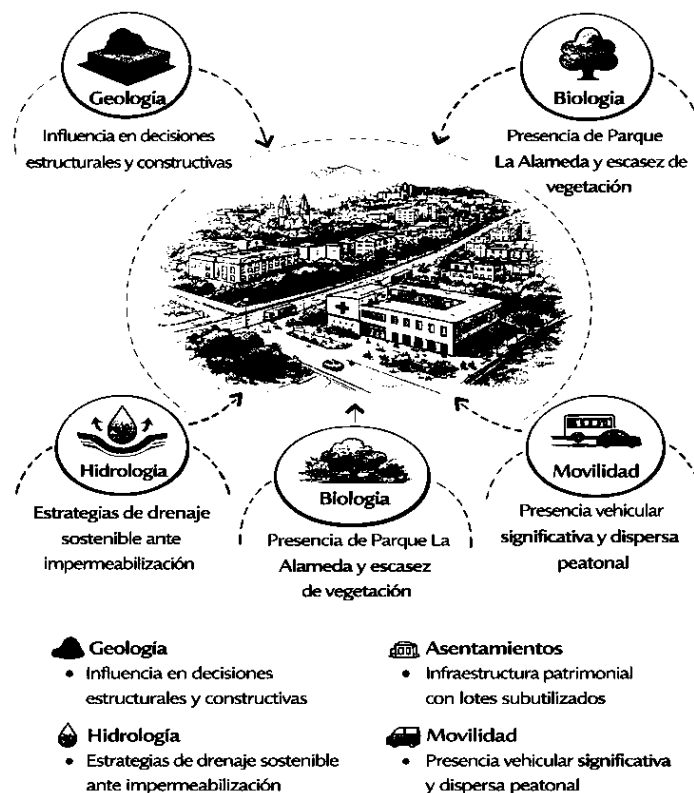 Geología
Influencia en decisiones
estructurales y constructivas
Biologia
Presencia de Parque
La Alameda y escasez de
vegetación
Hidrología
Estrategias de drenaje
sostenible ante
impermeabilización
Biologia
Presencia de Parque La
Alameda y escasez
de vegetación
Movilidad
Presencia vehicular
significativa y dispersa
peatonal
Geología
• Influencia en decisiones
estructurales y constructivas
Hidrología
• Estrategias de drenaje sostenible
ante impermeabilización
Asentamientos
• Infraestructura patrimonial
con lotes subutilizados
Movilidad
• Presencia vehicular significativa
y dispersa peatonal